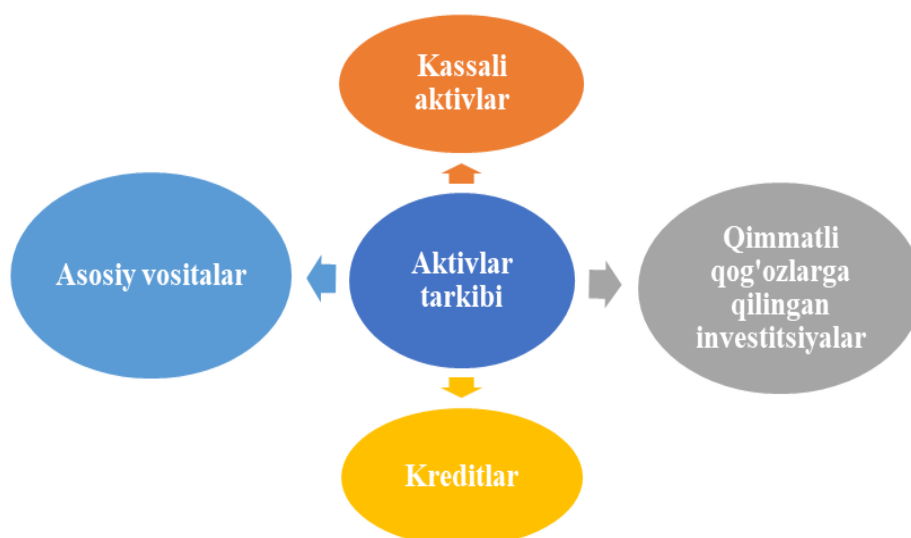 Kassali
aktivlar
Asosiy vositalar
Aktivlar
tarkibi
Qimmatli
qog'ozlarga
qilingan
investitsiyalar
Kreditlar